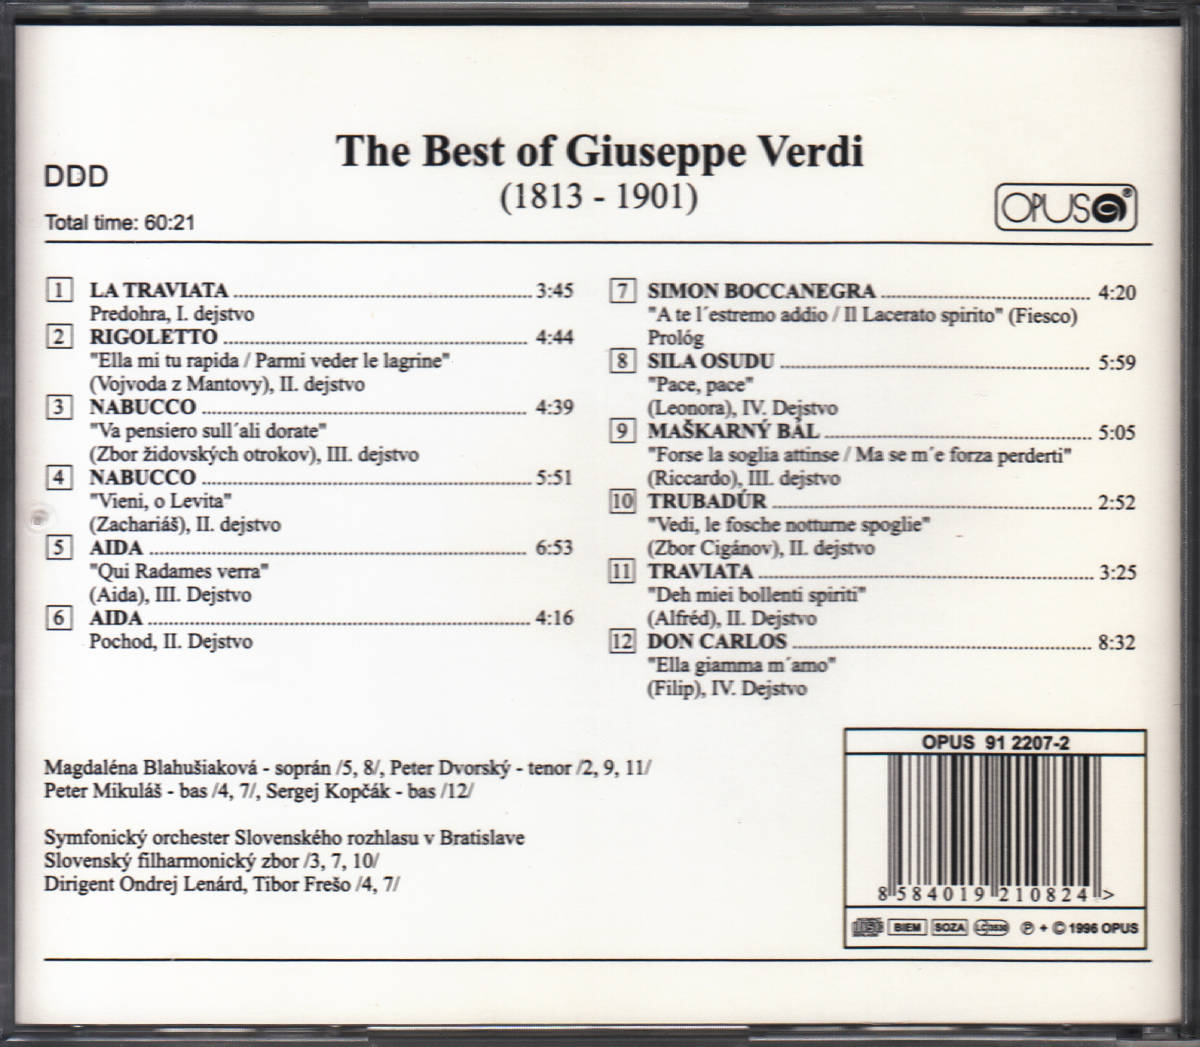 The Best of Giuseppe Verdi
(1813 - 1901)
DDD
Total time: 60:21
OPUS ®
1 LA TRAVIATA 3:45
Predohra, I. dejstvo
2 RIGOLETTO 4:44
"Ella mi tu rapida / Parmi veder le lagrine"
(Vojvoda z Mantovy), II. dejstvo
3 NABUCCO 4:39
"Va pensiero sull´ali dorate"
(Zbor židovských otrokov), III. dejstvo
4 NABUCCO 5:51
"Vieni, o Levita"
(Zachariáš), II. dejstvo
5 AIDA 6:53
"Qui Radames verra"
(Aida), III. Dejstvo
6 AIDA 4:16
Pochod, II. Dejstvo
7 SIMON BOCCANEGRA 4:20
"A te l´estremo addio / Il Lacerato spirito" (Fiesco)
Prológ
8 SILA OSUDU 5:59
"Pace, pace"
(Leonora), IV. Dejstvo
9 MAŠKARNÝ BÁL 5:05
"Forse la soglia attinse / Ma se m´e forza perderti"
(Riccardo), III. dejstvo
10 TRUBADÚR 2:52
"Vedi, le fosche notturne spoglie"
(Zbor Cigánov), II. dejstvo
11 TRAVIATA 3:25
"Deh miei bollenti spiriti"
(Alfréd), II. Dejstvo
12 DON CARLOS 8:32
"Ella giamma m´amo"
(Filip), IV. Dejstvo
Magdaléna Blahušiaková - soprán /5, 8/, Peter Dvorský - tenor /2, 9, 11/
Peter Mikuláš - bas /4, 7/, Sergej Kopčák - bas /12/
Symfonický orchester Slovenského rozhlasu v Bratislave
Slovenský filharmonický zbor /3, 7, 10/
Dirigent Ondrej Lenárd, Tibor Frešo /4, 7/
OPUS 91 2207-2
8 584019 210824 >
BIEM SOZA ℗ + © 1996 OPUS